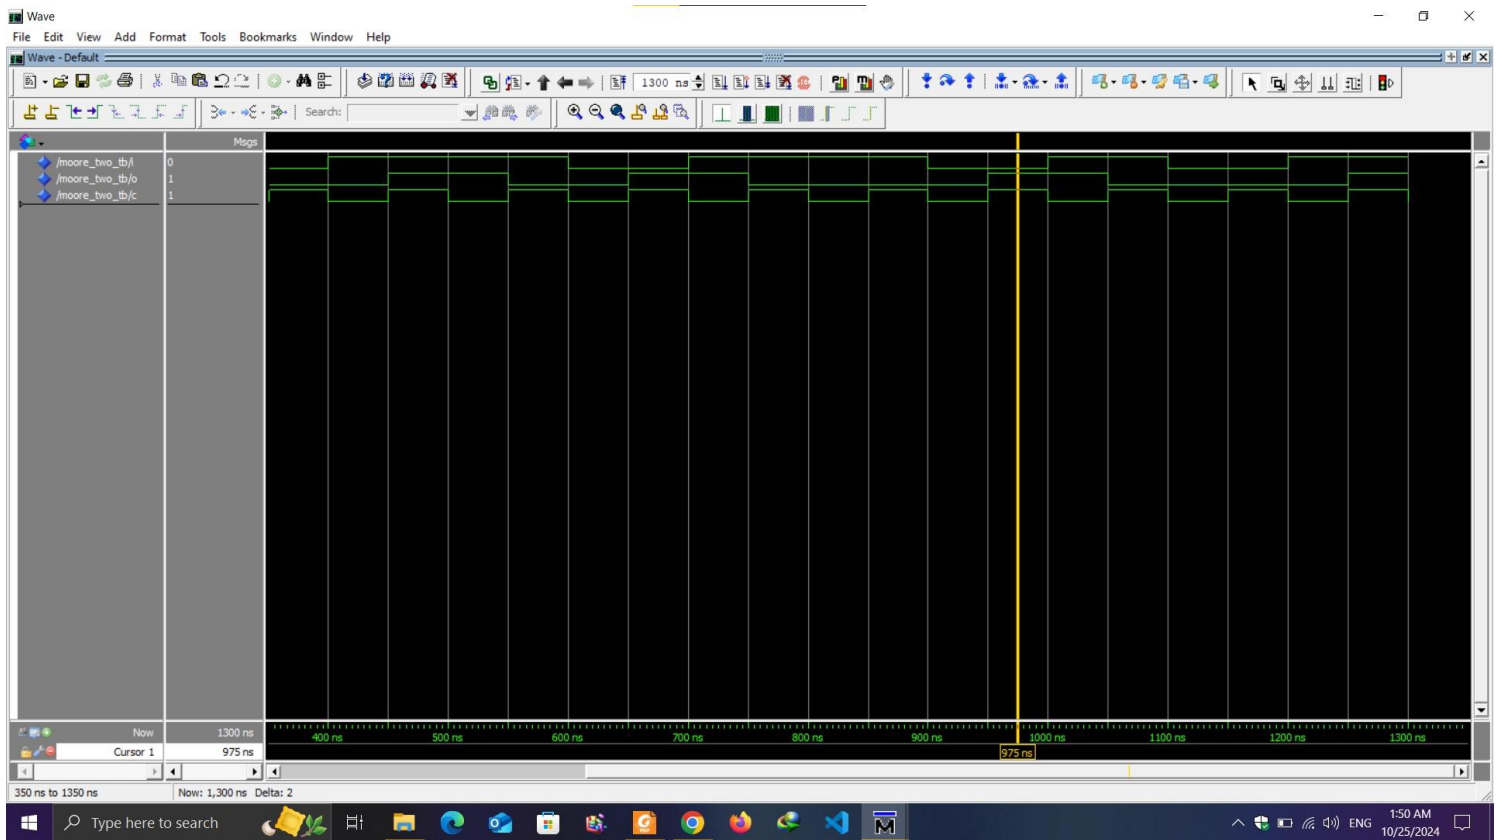 Wave
File Edit View Add Format Tools Bookmarks Window Help
Wave - Default
1300 ns
Search:
Msgs
/moore_two_tb/i 0
/moore_two_tb/o 1
/moore_two_tb/c 1
Now 1300 ns
400 ns 500 ns 600 ns 700 ns 800 ns 900 ns 1000 ns 1100 ns 1200 ns 1300 ns
Cursor 1 975 ns 975 ns
350 ns to 1350 ns Now: 1,300 ns Delta: 2
Type here to search
ENG
1:50 AM
10/25/2024